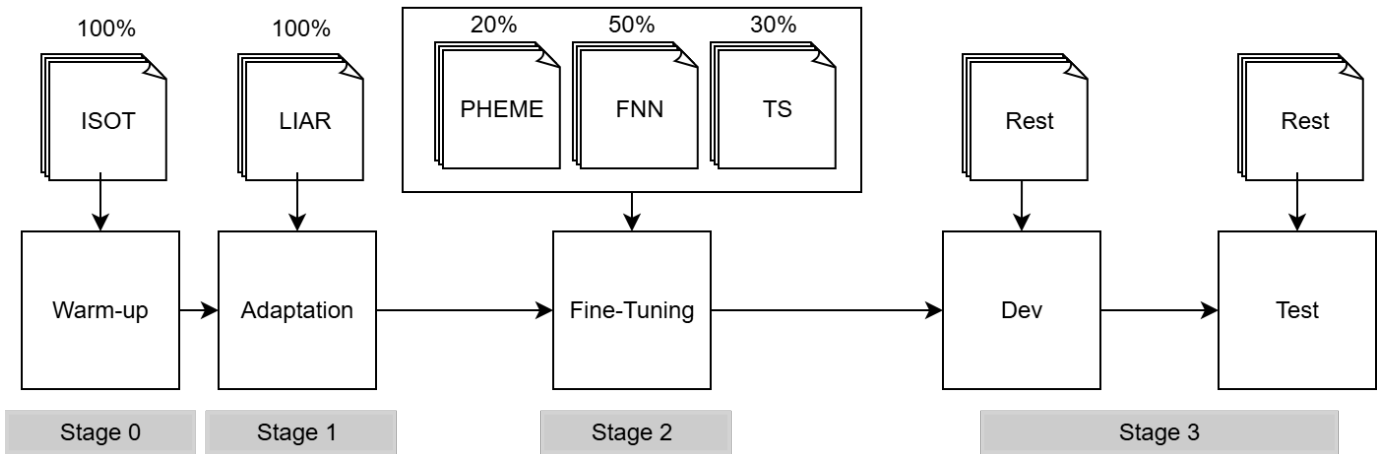 100%
100%
20%
50%
30%
ISOT
LIAR
PHEME
FNN
TS
Rest
Rest
Warm-up
Adaptation
Fine-Tuning
Dev
Test
Stage 0
Stage 1
Stage 2
Stage 3